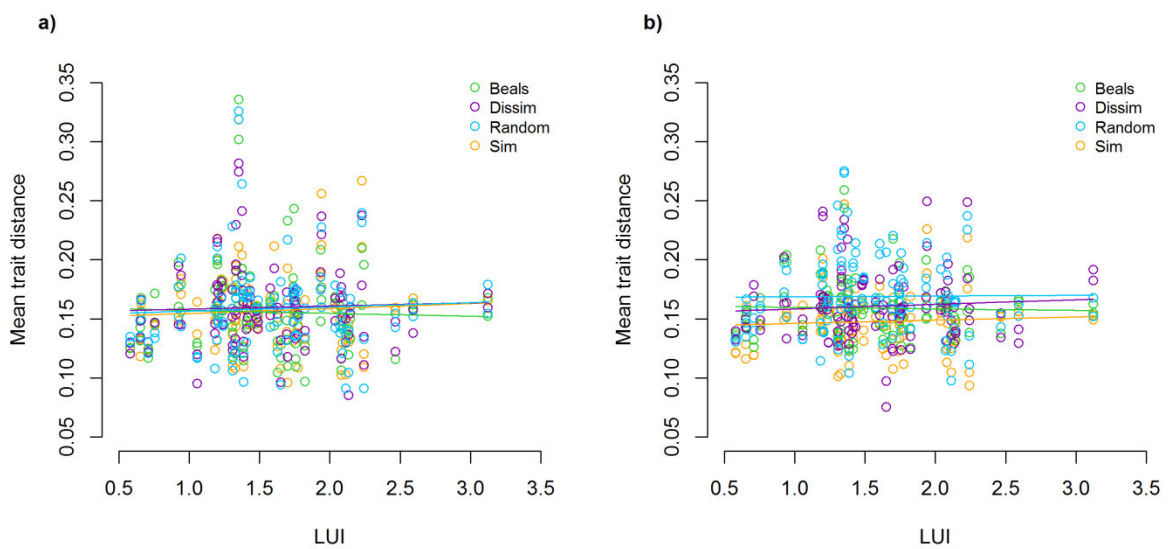 a)
Mean trait distance
0.35
0.30
0.25
0.20
0.15
0.10
0.05
0.5 1.0 1.5 2.0 2.5 3.0 3.5
LUI
Beals
Dissim
Random
Sim
b)
Mean trait distance
0.35
0.30
0.25
0.20
0.15
0.10
0.05
0.5 1.0 1.5 2.0 2.5 3.0 3.5
LUI
Beals
Dissim
Random
Sim